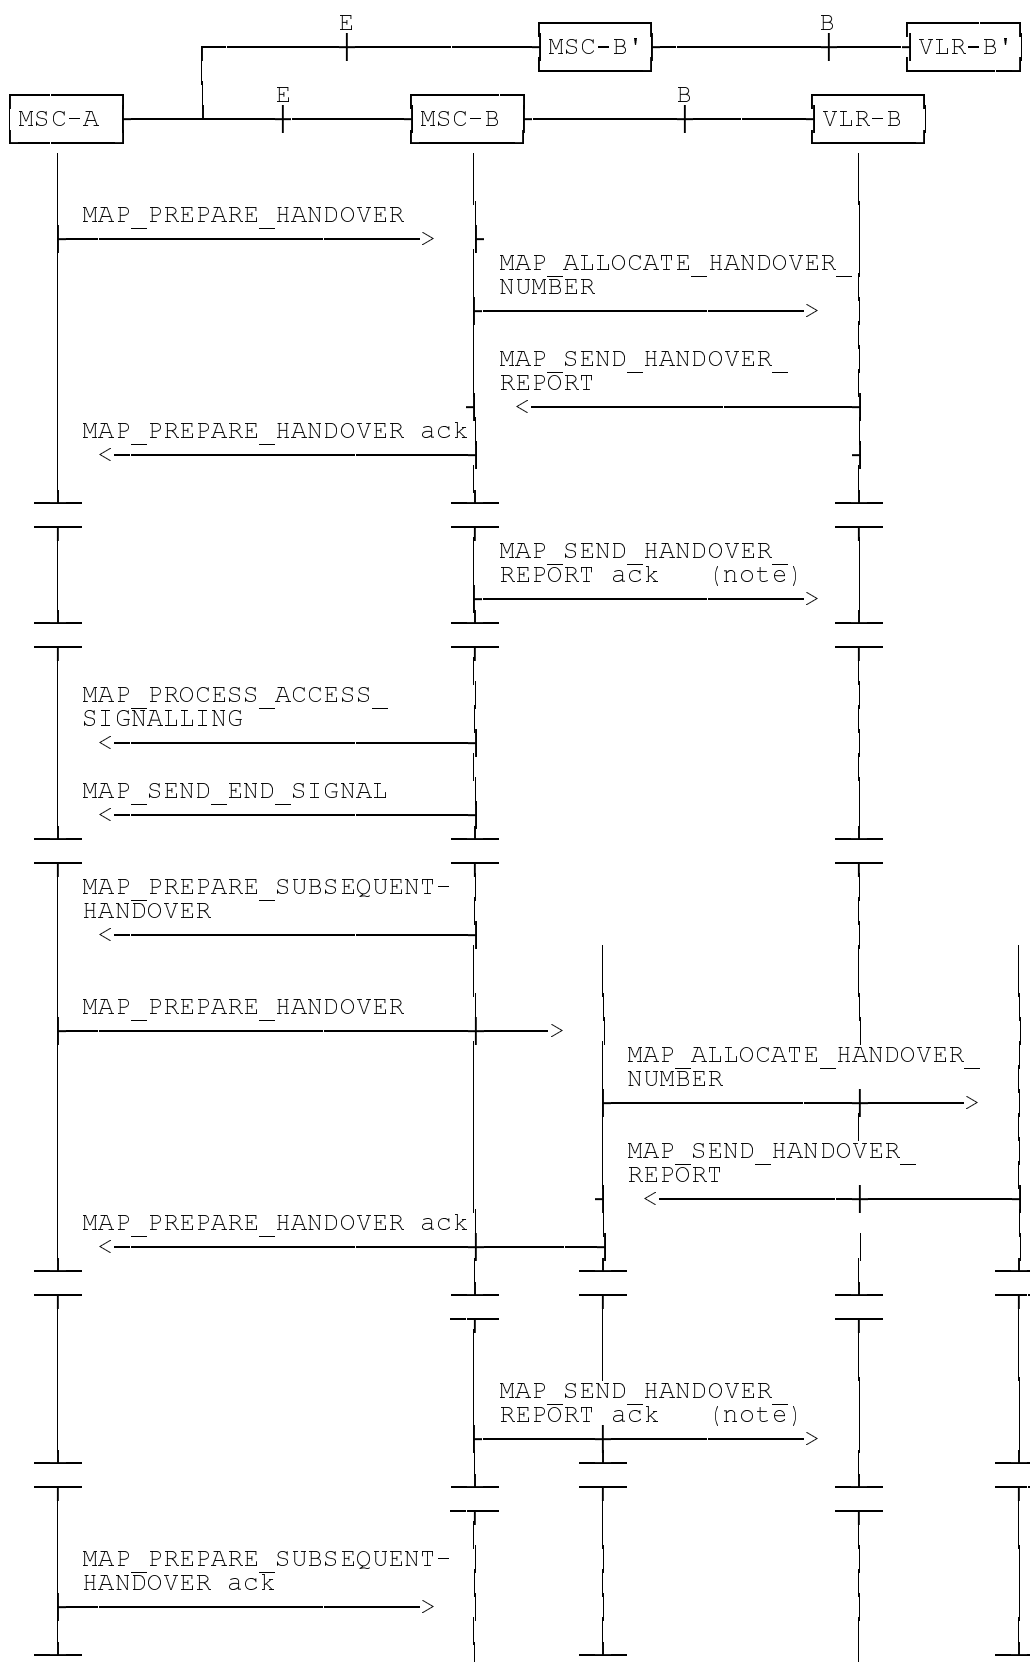 E B
MSC-B' VLR-B'
E B
MSC-A MSC-B VLR-B
MAP_PREPARE_HANDOVER
MAP_ALLOCATE_HANDOVER_
NUMBER
MAP_SEND_HANDOVER_
REPORT
MAP_PREPARE_HANDOVER ack
MAP_SEND_HANDOVER_
REPORT ack (note)
MAP_PROCESS_ACCESS_
SIGNALLING
MAP_SEND_END_SIGNAL
MAP_PREPARE_SUBSEQUENT-
HANDOVER
MAP_PREPARE_HANDOVER
MAP_ALLOCATE_HANDOVER_
NUMBER
MAP_SEND_HANDOVER_
REPORT
MAP_PREPARE_HANDOVER ack
MAP_SEND_HANDOVER_
REPORT ack (note)
MAP_PREPARE_SUBSEQUENT-
HANDOVER ack